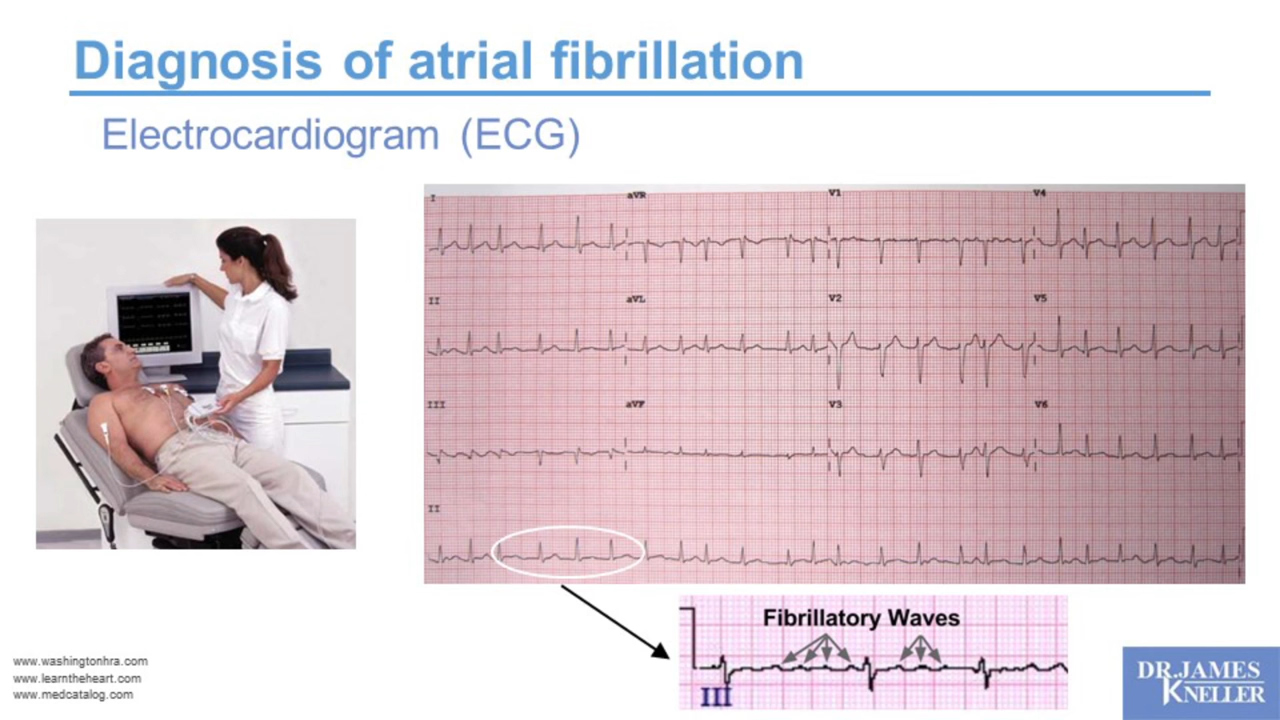 Diagnosis of atrial fibrillation
Electrocardiogram (ECG)
I aVR V1 V4
II aVL V2 V5
III aVF V3 V6
II
Fibrillatory Waves
III
www.washingtonhra.com
www.learntheheart.com
www.medcatalog.com
DR.JAMES
KNELLER